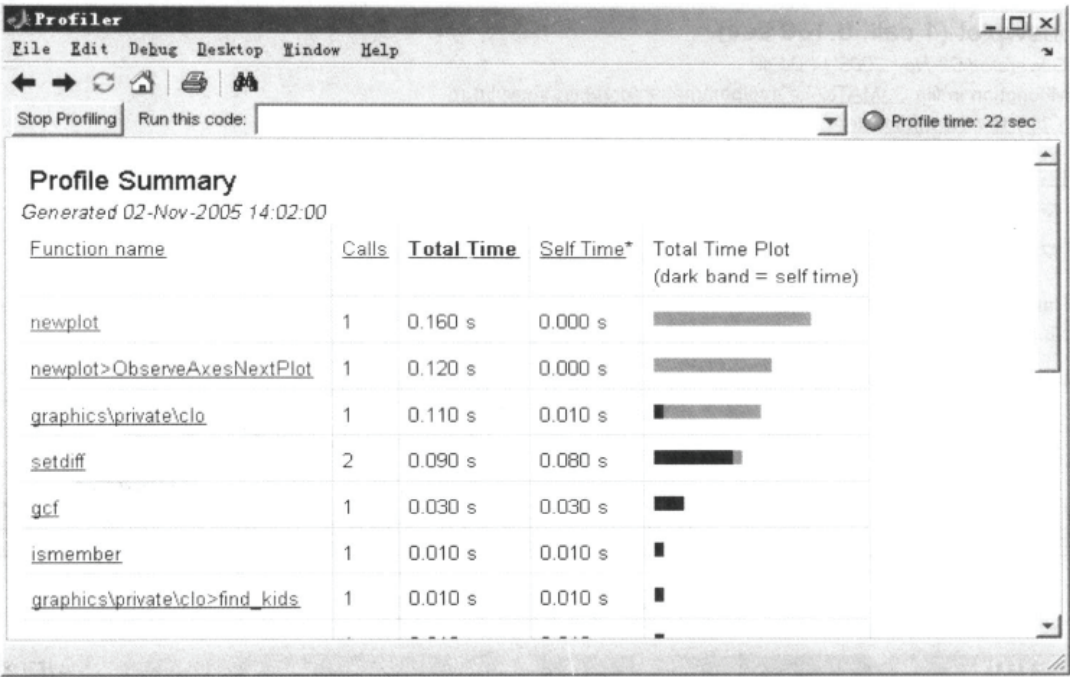 Profiler
File Edit Debug Desktop Window Help
Stop Profiling Run this code: Profile time: 22 sec
Profile Summary
Generated 02-Nov-2005 14:02:00
Function name Calls Total Time Self Time* Total Time Plot
(dark band = self time)
newplot 1 0.160 s 0.000 s
newplot>ObserveAxesNextPlot 1 0.120 s 0.000 s
graphics\private\clo 1 0.110 s 0.010 s
setdiff 2 0.090 s 0.080 s
gcf 1 0.030 s 0.030 s
ismember 1 0.010 s 0.010 s
graphics\private\clo>find_kids 1 0.010 s 0.010 s